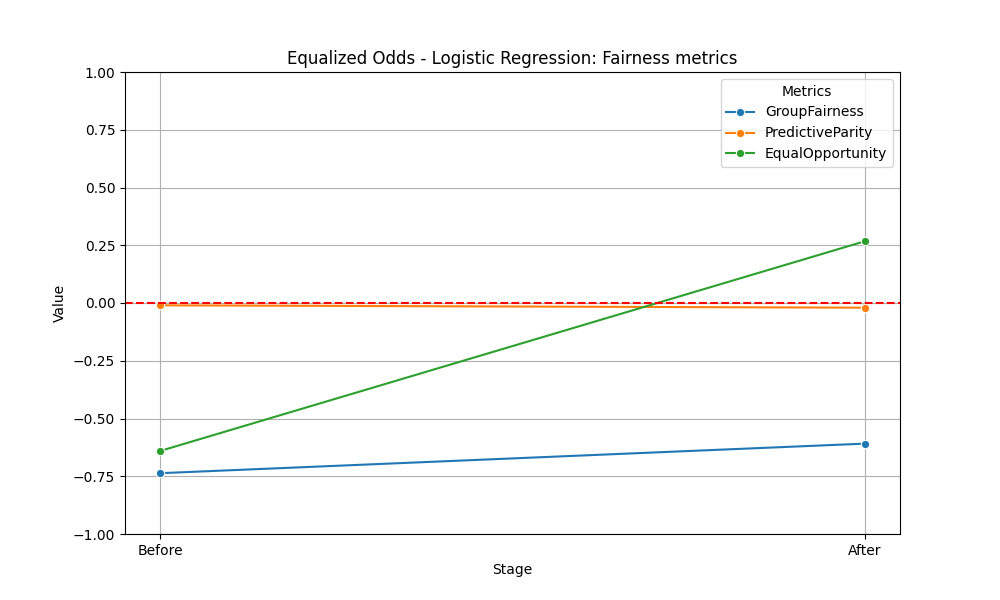 Equalized Odds - Logistic Regression: Fairness metrics
Metrics
GroupFairness
PredictiveParity
EqualOpportunity
1.00
0.75
0.50
0.25
0.00
−0.25
−0.50
−0.75
−1.00
Value
Before
After
Stage